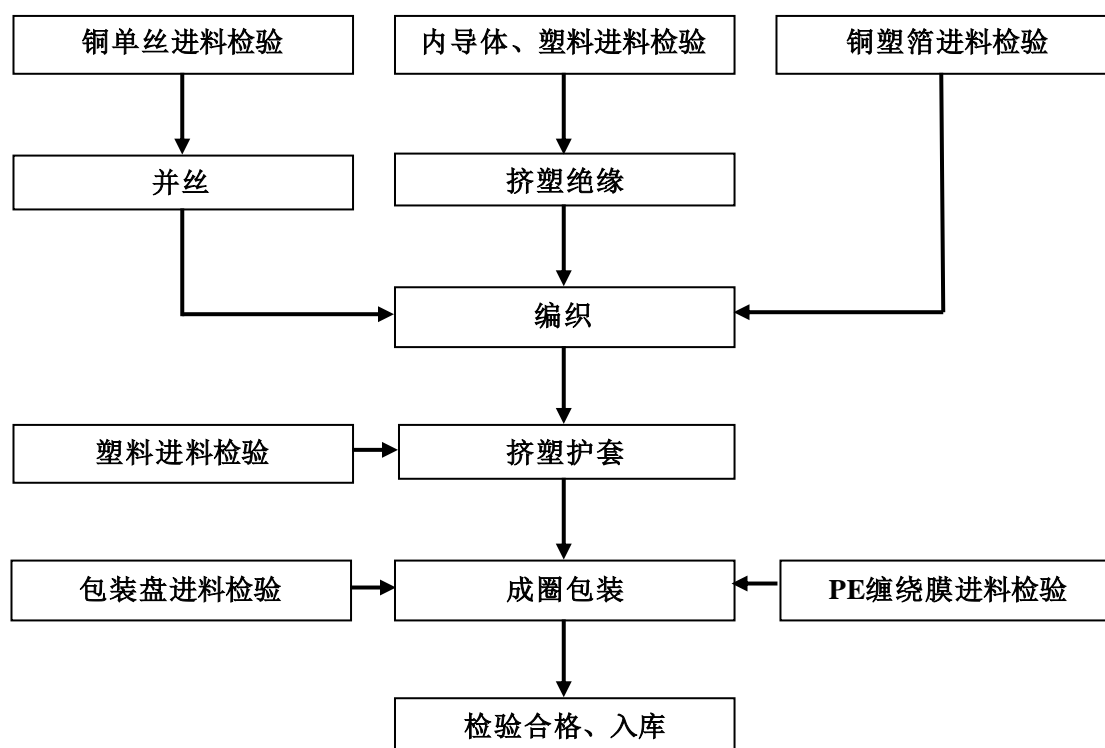 铜单丝进料检验
内导体、塑料进料检验
铜塑箔进料检验
并丝
挤塑绝缘
编织
塑料进料检验
挤塑护套
包装盘进料检验
成圈包装
PE缠绕膜进料检验
检验合格、入库